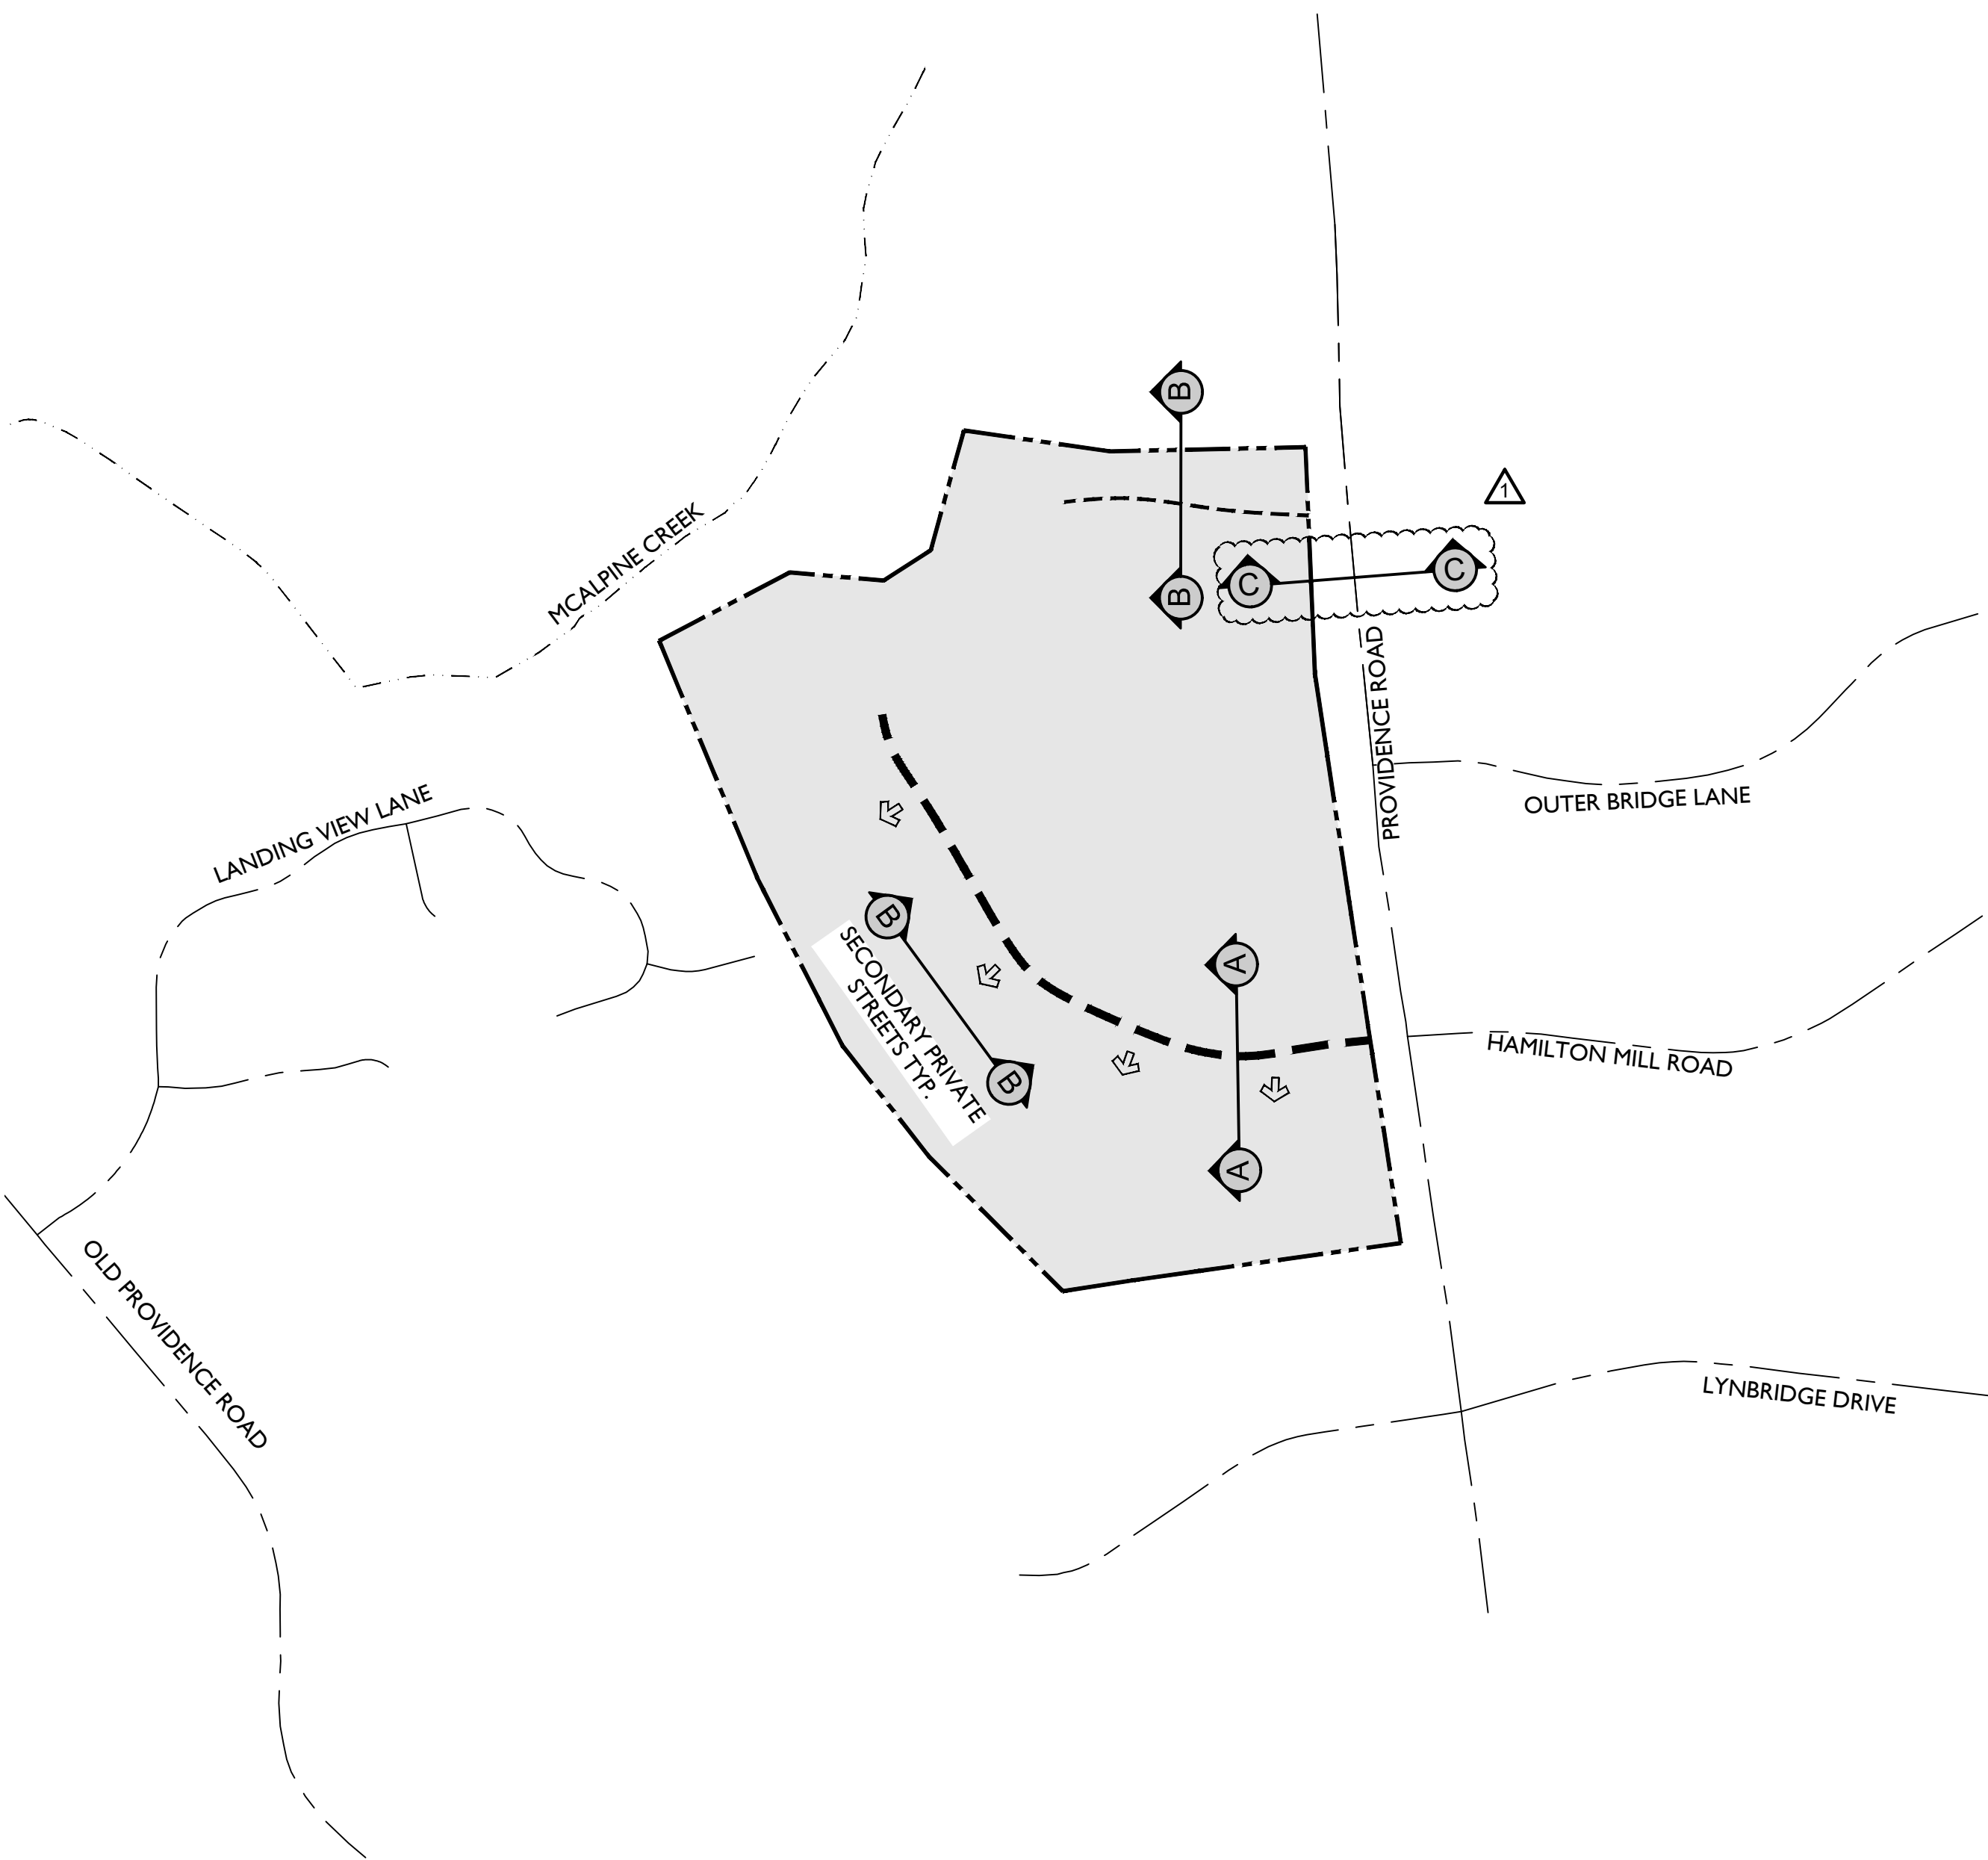 B
1
B
C
C
MCALPINE CREEK
PROVIDENCE ROAD
OUTER BRIDGE LANE
LANDING VIEW LANE
B
SECONDARY PRIVATE
STREETS TYP.
B
A
A
HAMILTON MILL ROAD
OLD PROVIDENCE ROAD
LYNBRIDGE DRIVE